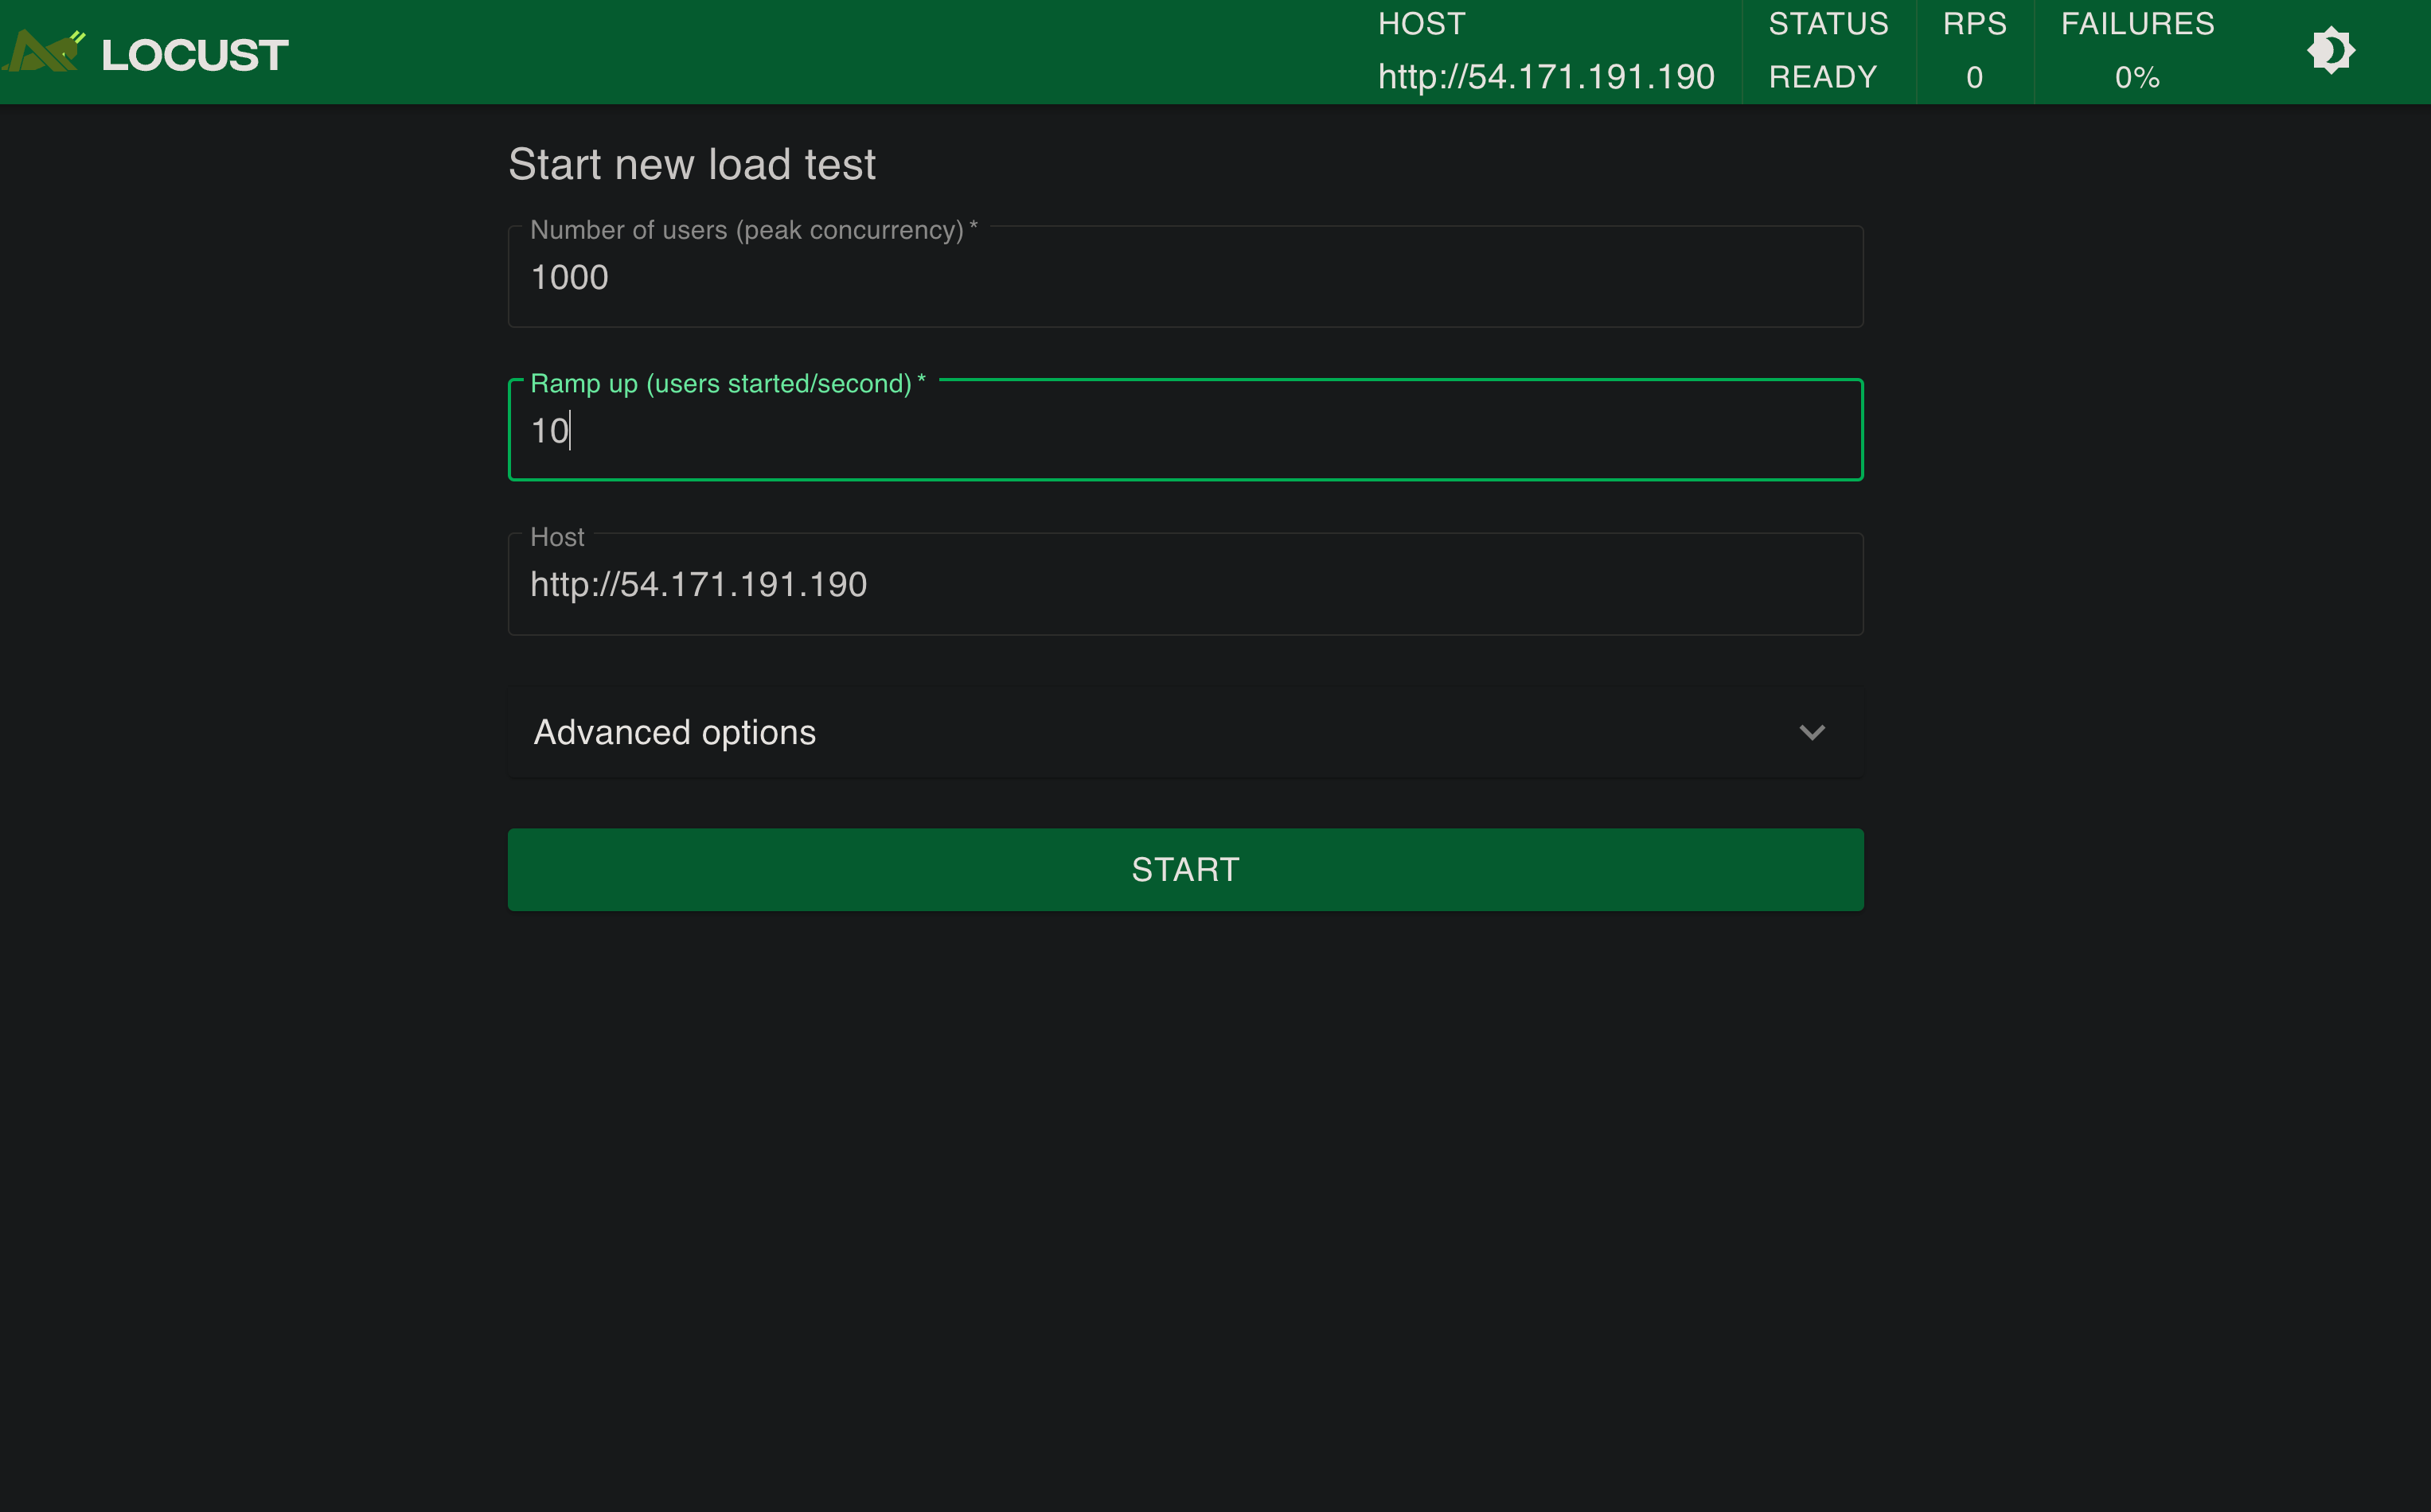 LOCUST
HOST
http://54.171.191.190
STATUS
READY
RPS
0
FAILURES
0%
Start new load test
Number of users (peak concurrency) *
1000
Ramp up (users started/second) *
10
Host
http://54.171.191.190
Advanced options
START